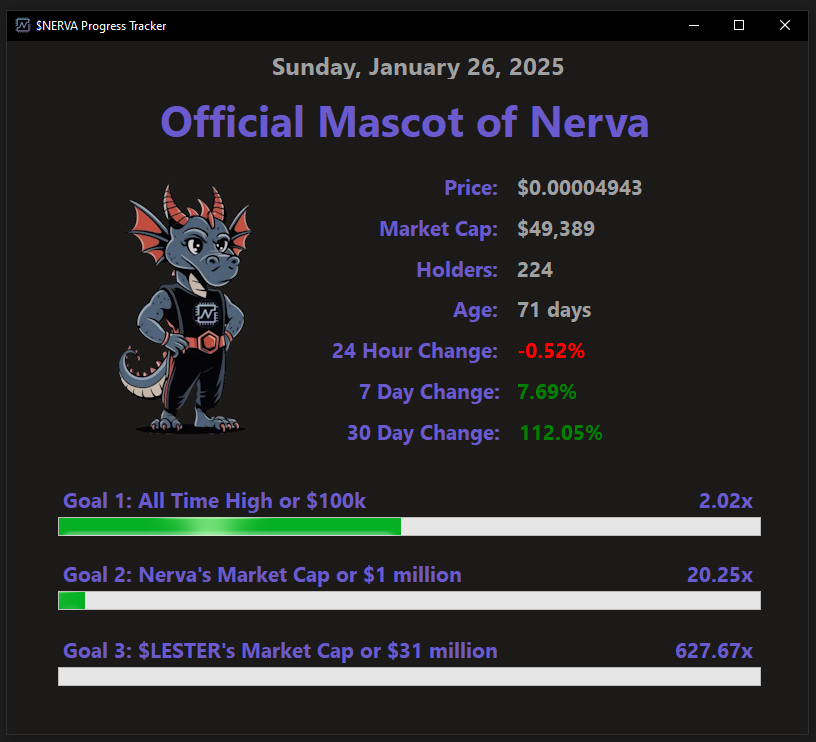 $NERVA Progress Tracker
Sunday, January 26, 2025
Official Mascot of Nerva
Price: $0.00004943
Market Cap: $49,389
Holders: 224
Age: 71 days
24 Hour Change: -0.52%
7 Day Change: 7.69%
30 Day Change: 112.05%
Goal 1: All Time High or $100k 2.02x
Goal 2: Nerva's Market Cap or $1 million 20.25x
Goal 3: $LESTER's Market Cap or $31 million 627.67x